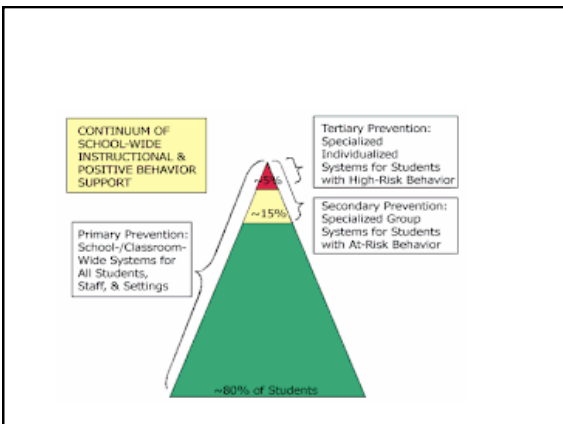 CONTINUUM OF
SCHOOL-WIDE
INSTRUCTIONAL &
POSITIVE BEHAVIOR
SUPPORT
Tertiary Prevention:
Specialized
Individualized
Systems for Students
with High-Risk Behavior
~5%
~15%
Secondary Prevention:
Specialized Group
Systems for Students
with At-Risk Behavior
Primary Prevention:
School-/Classroom-
Wide Systems for
All Students,
Staff, & Settings
~80% of Students